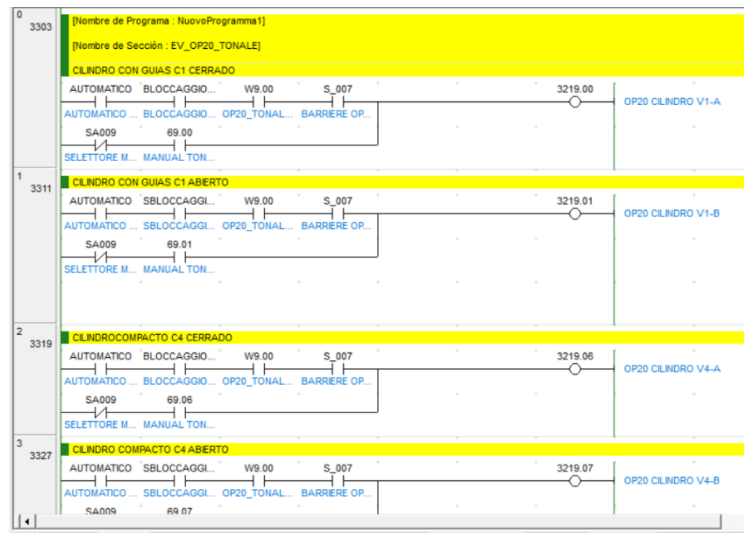 0
3303
[Nombre de Programa : NuovoProgramma1]
[Nombre de Sección : EV_OP20_TONALE]
CILINDRO CON GUIAS C1 CERRADO
AUTOMATICO BLOCCAGGIO... W9.00 S_007 3219.00
AUTOMATICO ... BLOCCAGGIO... OP20_TONAL... BARRIERE OP... OP20 CILINDRO V1-A
SA009 69.00
SELETTORE M... MANUAL TON...
1
3311
CILINDRO CON GUIAS C1 ABIERTO
AUTOMATICO SBLOCCAGGI... W9.00 S_007 3219.01
AUTOMATICO ... SBLOCCAGGI... OP20_TONAL... BARRIERE OP... OP20 CILINDRO V1-B
SA009 69.01
SELETTORE M... MANUAL TON...
2
3319
CILINDROCOMPACTO C4 CERRADO
AUTOMATICO BLOCCAGGIO... W9.00 S_007 3219.06
AUTOMATICO ... BLOCCAGGIO... OP20_TONAL... BARRIERE OP... OP20 CILINDRO V4-A
SA009 69.06
SELETTORE M... MANUAL TON...
3
3327
CILINDRO COMPACTO C4 ABIERTO
AUTOMATICO SBLOCCAGGI... W9.00 S_007 3219.07
AUTOMATICO ... SBLOCCAGGI... OP20_TONAL... BARRIERE OP... OP20 CILINDRO V4-B
SA009 69.07